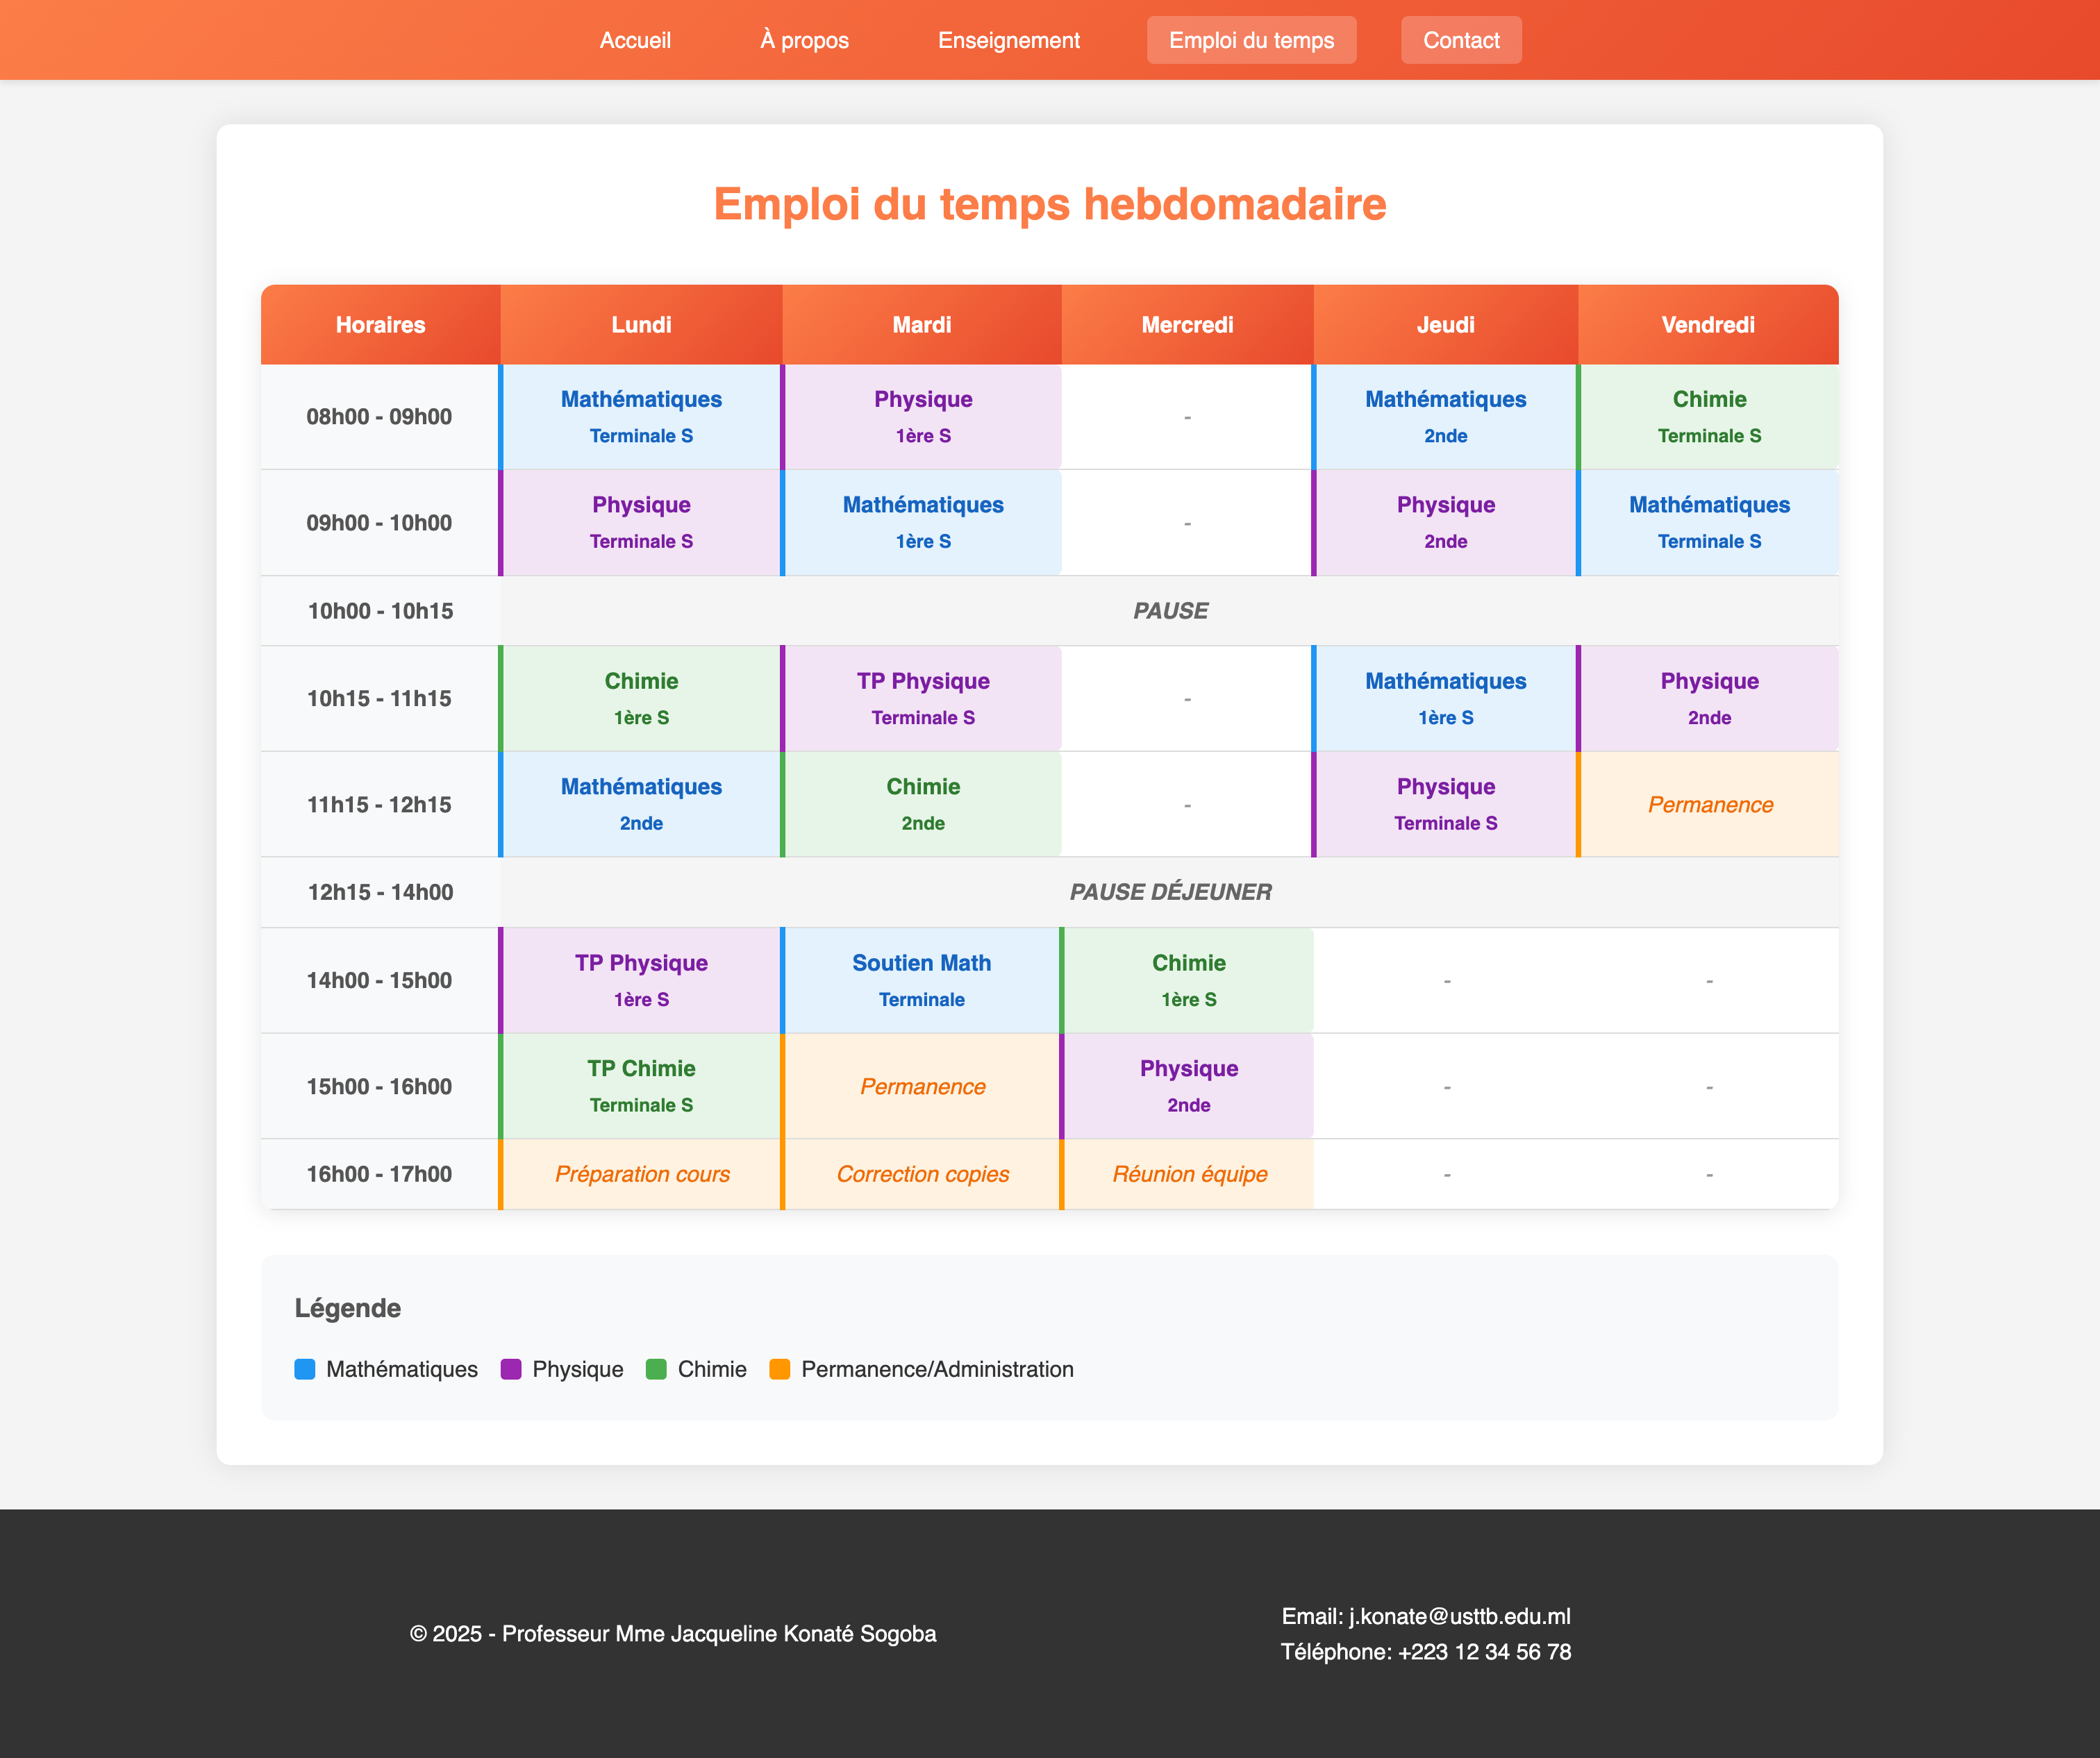 Accueil À propos Enseignement Emploi du temps Contact
Emploi du temps hebdomadaire
Horaires Lundi Mardi Mercredi Jeudi Vendredi
08h00 - 09h00 Mathématiques Physique - Mathématiques Chimie
Terminale S 1ère S 2nde Terminale S
09h00 - 10h00 Physique Mathématiques - Physique Mathématiques
Terminale S 1ère S 2nde Terminale S
10h00 - 10h15 PAUSE
10h15 - 11h15 Chimie TP Physique - Mathématiques Physique
1ère S Terminale S 1ère S 2nde
11h15 - 12h15 Mathématiques Chimie - Physique Permanence
2nde 2nde Terminale S
12h15 - 14h00 PAUSE DÉJEUNER
14h00 - 15h00 TP Physique Soutien Math Chimie - -
1ère S Terminale 1ère S
15h00 - 16h00 TP Chimie Permanence Physique - -
Terminale S 2nde
16h00 - 17h00 Préparation cours Correction copies Réunion équipe - -
Légende
Mathématiques Physique Chimie Permanence/Administration
© 2025 - Professeur Mme Jacqueline Konaté Sogoba
Email: j.konate@usttb.edu.ml
Téléphone: +223 12 34 56 78